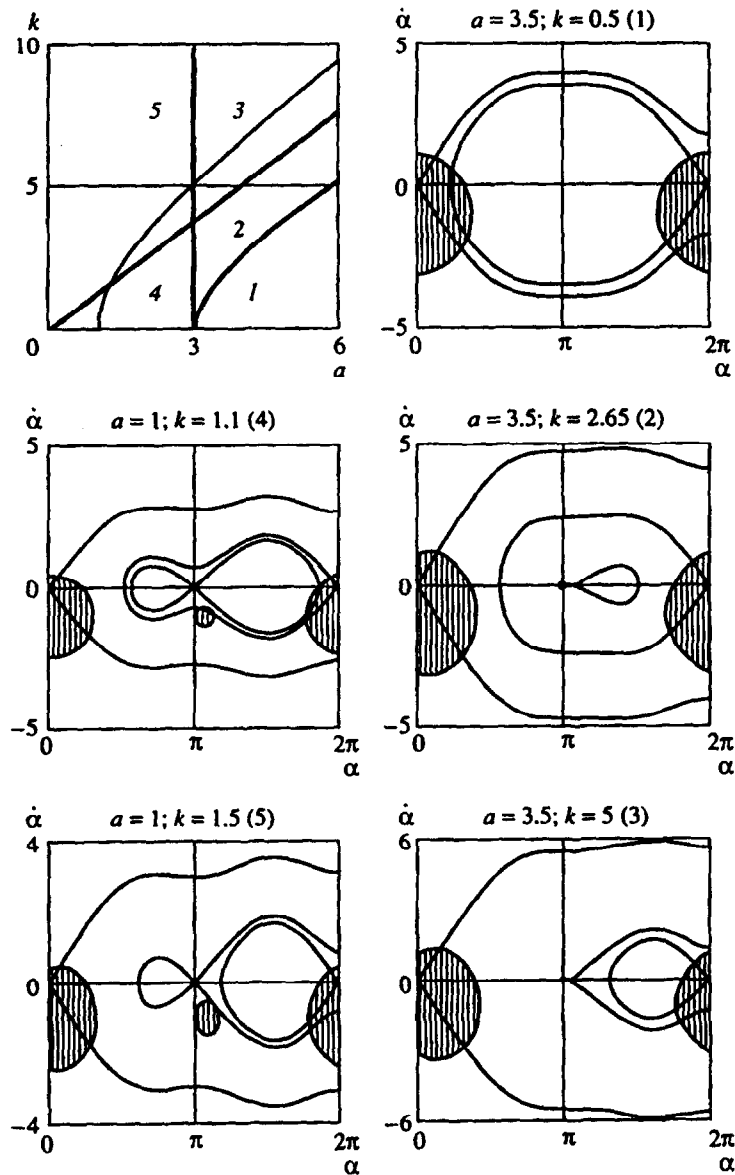 k
10
5
0
5
3
2
4
1
3
6
a
α̇ a = 3.5; k = 0.5 (1)
5
0
−5
0
π
2π
α
α̇ a = 1; k = 1.1 (4)
5
0
−5
0
π
2π
α
α̇ a = 3.5; k = 2.65 (2)
5
0
−5
0
π
2π
α
α̇ a = 1; k = 1.5 (5)
4
0
−4
0
π
2π
α
α̇ a = 3.5; k = 5 (3)
6
0
−6
0
π
2π
α